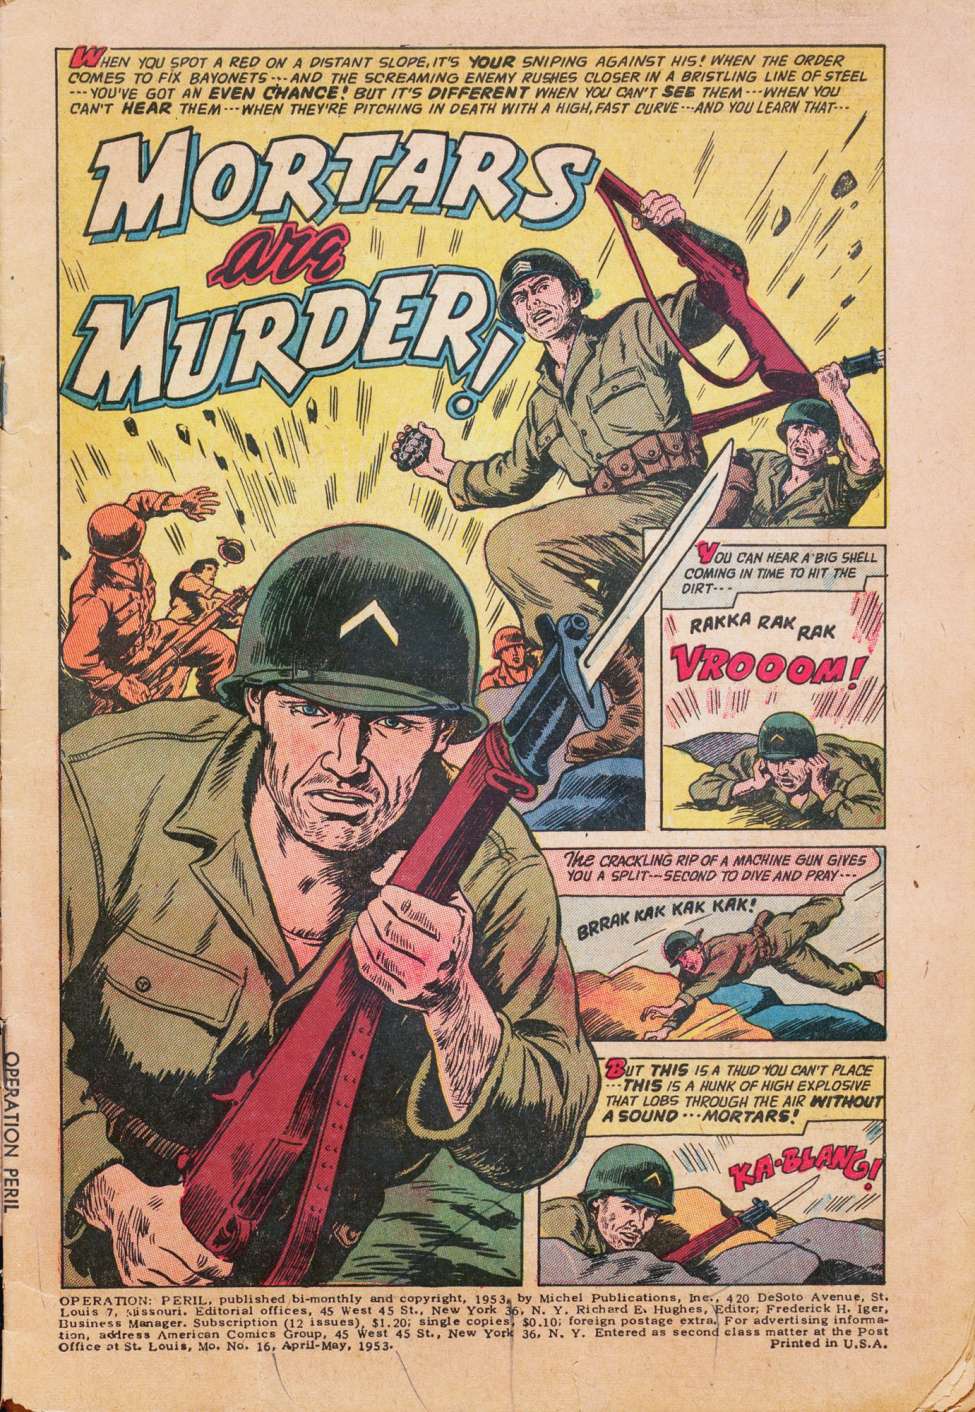 WHEN YOU SPOT A RED ON A DISTANT SLOPE, IT'S YOUR SNIPING AGAINST HIS! WHEN THE ORDER
COMES TO FIX BAYONETS---AND THE SCREAMING ENEMY RUSHES CLOSER IN A BRISTLING LINE OF STEEL
---YOU'VE GOT AN EVEN CHANCE! BUT IT'S DIFFERENT WHEN YOU CAN'T SEE THEM---WHEN YOU
CAN'T HEAR THEM---WHEN THEY'RE PITCHING IN DEATH WITH A HIGH, FAST CURVE---AND YOU LEARN THAT---
MORTARS
are
MURDER!
YOU CAN HEAR A BIG SHELL
COMING IN TIME TO HIT THE
DIRT---
RAKKA RAK
RAK
VROOOM!
THE CRACKLING RIP OF A MACHINE GUN GIVES
YOU A SPLIT--SECOND TO DIVE AND PRAY---
BRRAK KAK KAK KAK!
BUT THIS IS A THUD YOU CAN'T PLACE
---THIS IS A HUNK OF HIGH EXPLOSIVE
THAT LOBS THROUGH THE AIR WITHOUT
A SOUND---MORTARS!
KA-BLANG!
OPERATION PERIL
OPERATION: PERIL, published bi-monthly and copyright, 1953, by Michel Publications, Inc., 420 DeSoto Avenue, St.
Louis 7, Missouri. Editorial offices, 45 West 45 St., New York 36, N. Y. Richard E. Hughes, Editor; Frederick H. Iger,
Business Manager. Subscription (12 issues), $1.20; single copies, $0.10; foreign postage extra. For advertising informa-
tion, address American Comics Group, 45 West 45 St., New York 36, N. Y. Entered as second class matter at the Post
Office at St. Louis, Mo. No. 16, April-May, 1953. Printed in U.S.A.